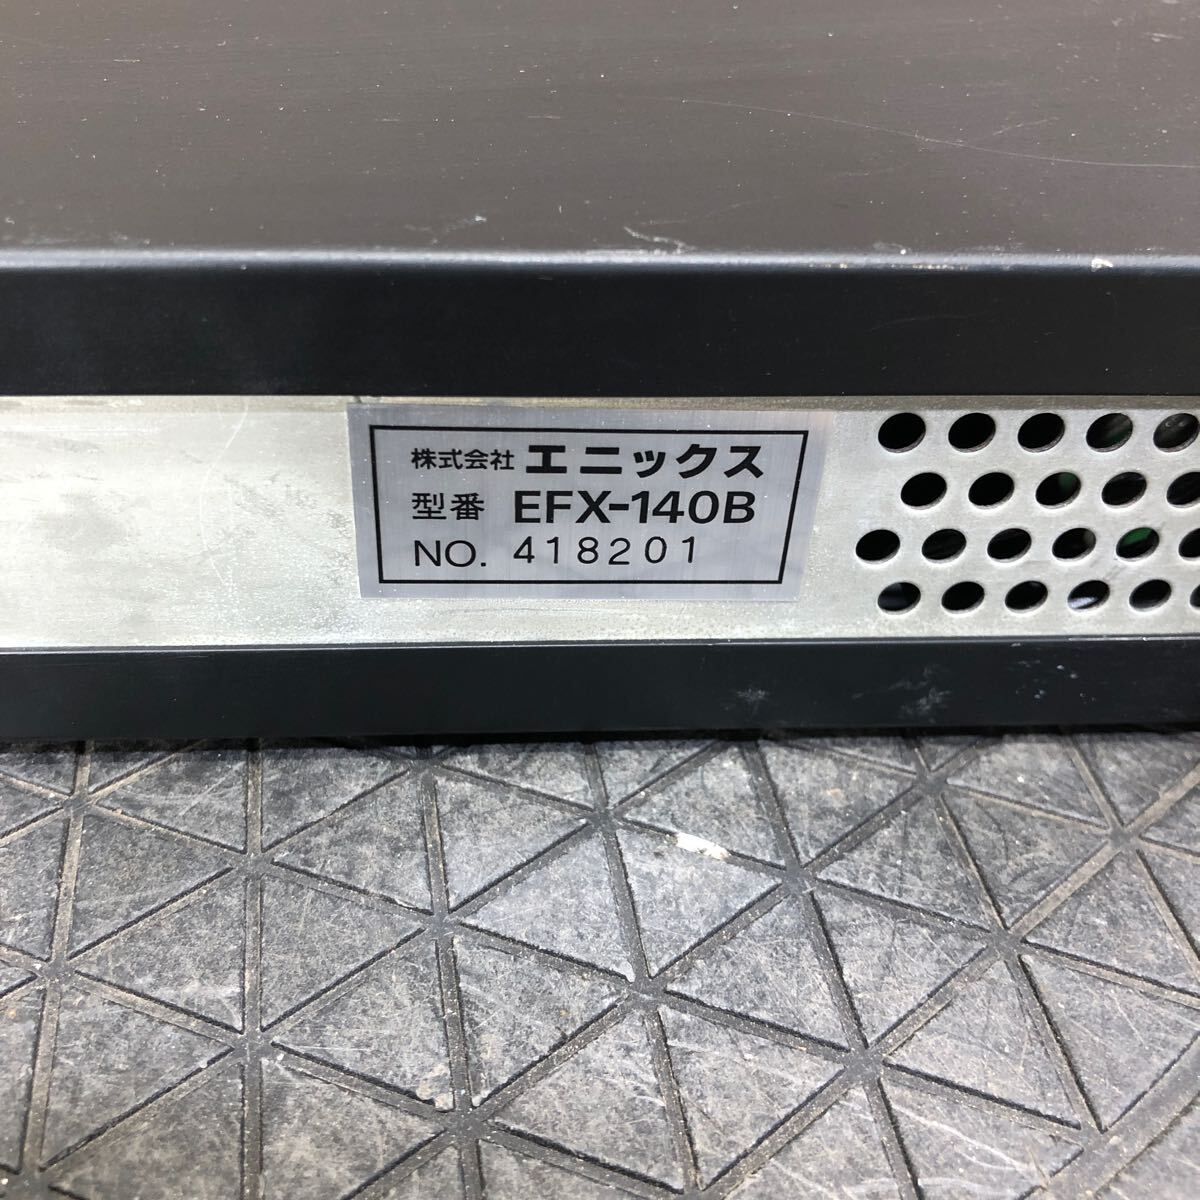 株式会社 エニックス
型番 EFX-140B
NO. 418201